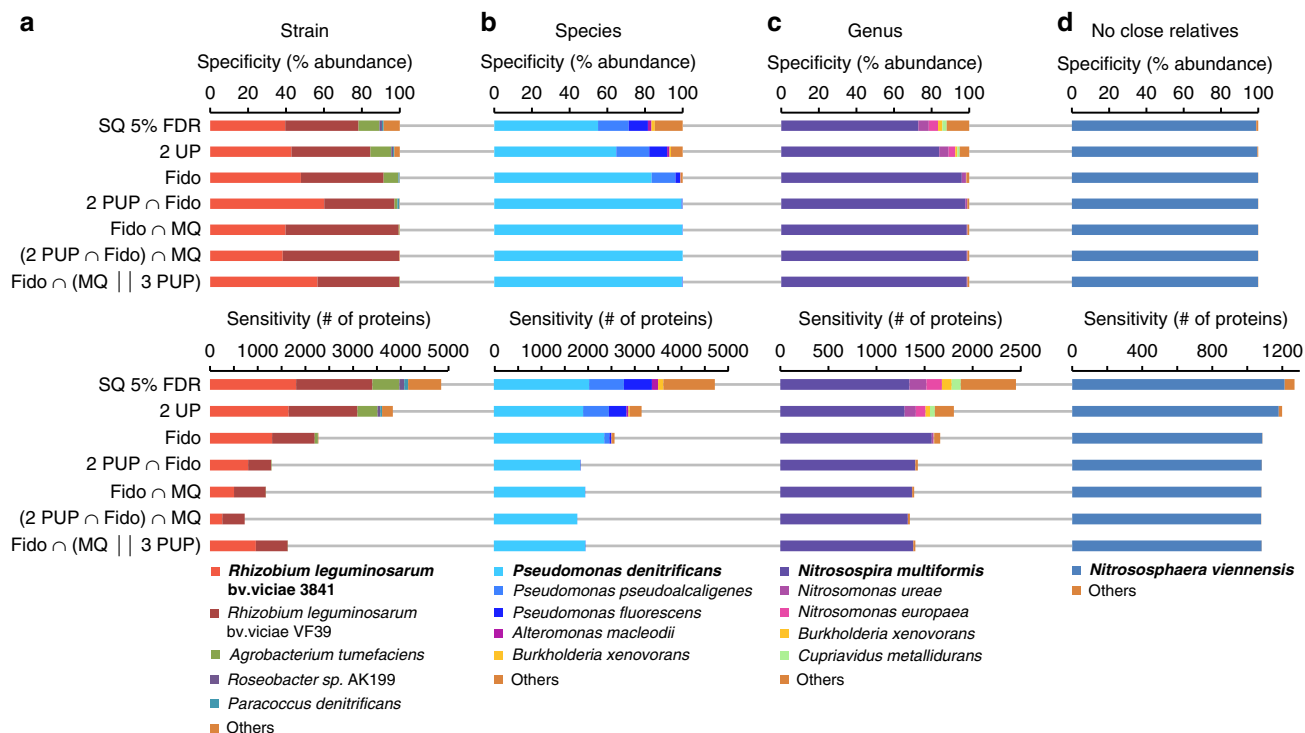 a b c d
Strain Species Genus No close relatives
Specificity (% abundance) Specificity (% abundance) Specificity (% abundance) Specificity (% abundance)
0 20 40 60 80 100 0 20 40 60 80 100 0 20 40 60 80 100 0 20 40 60 80 100
SQ 5% FDR
2 UP
Fido
2 PUP ∩ Fido
Fido ∩ MQ
(2 PUP ∩ Fido) ∩ MQ
Fido ∩ (MQ || 3 PUP)
Sensitivity (# of proteins) Sensitivity (# of proteins) Sensitivity (# of proteins) Sensitivity (# of proteins)
0 1000 2000 3000 4000 5000 0 1000 2000 3000 4000 5000 0 500 1000 1500 2000 2500 0 400 800 1200
SQ 5% FDR
2 UP
Fido
2 PUP ∩ Fido
Fido ∩ MQ
(2 PUP ∩ Fido) ∩ MQ
Fido ∩ (MQ || 3 PUP)
Rhizobium leguminosarum
bv.viciae 3841
Rhizobium leguminosarum
bv.viciae VF39
Agrobacterium tumefaciens
Roseobacter sp. AK199
Paracoccus denitrificans
Others
Pseudomonas denitrificans
Pseudomonas pseudoalcaligenes
Pseudomonas fluorescens
Alteromonas macleodii
Burkholderia xenovorans
Others
Nitrosospira multiformis
Nitrosomonas ureae
Nitrosomonas europaea
Burkholderia xenovorans
Cupriavidus metallidurans
Others
Nitrososphaera viennensis
Others